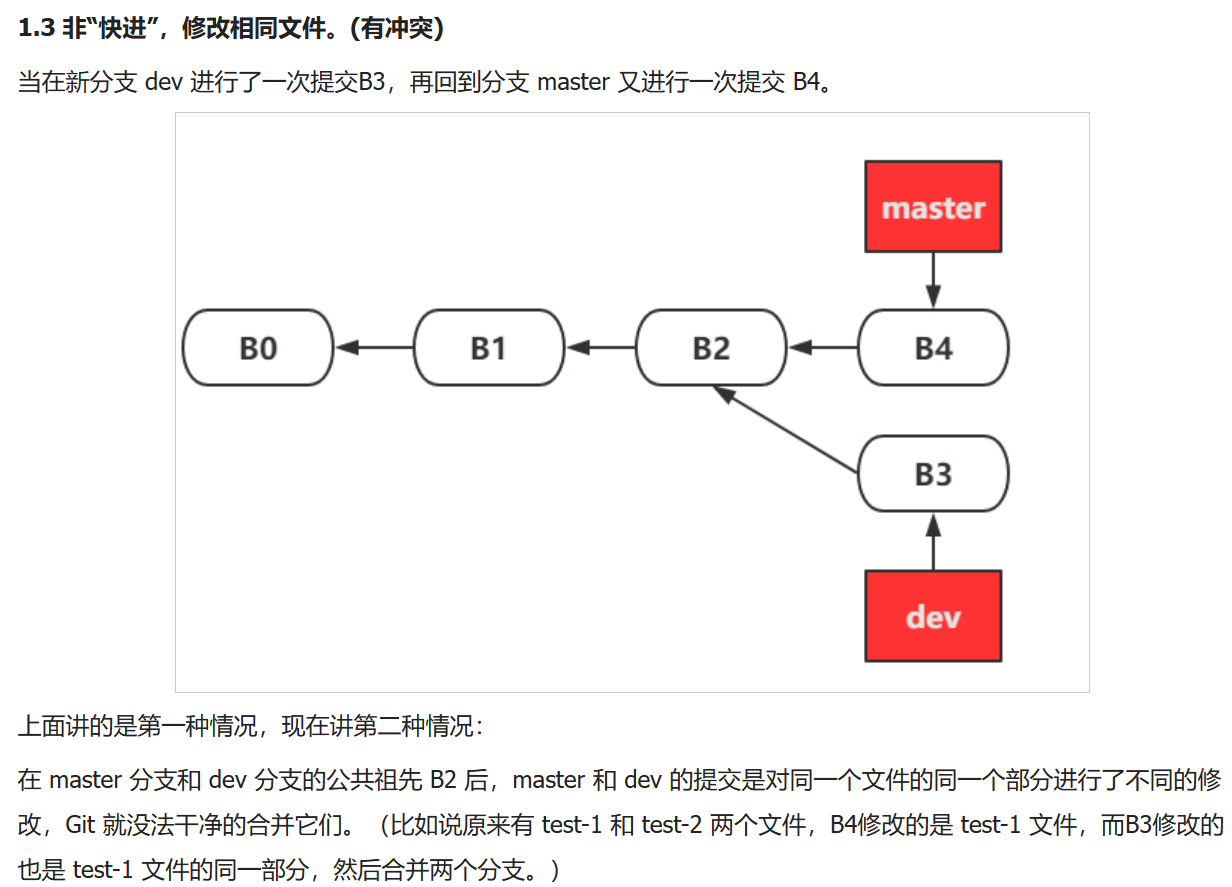 1.3 非“快进”，修改相同文件。(有冲突)
当在新分支 dev 进行了一次提交B3，再回到分支 master 又进行一次提交 B4。
master
B0
B1
B2
B4
B3
dev
上面讲的是第一种情况，现在讲第二种情况：
在 master 分支和 dev 分支的公共祖先 B2 后，master 和 dev 的提交是对同一个文件的同一个部分进行了不同的修
改，Git 就没法干净的合并它们。（比如说原来有 test-1 和 test-2 两个文件，B4修改的是 test-1 文件，而B3修改的
也是 test-1 文件的同一部分，然后合并两个分支。）